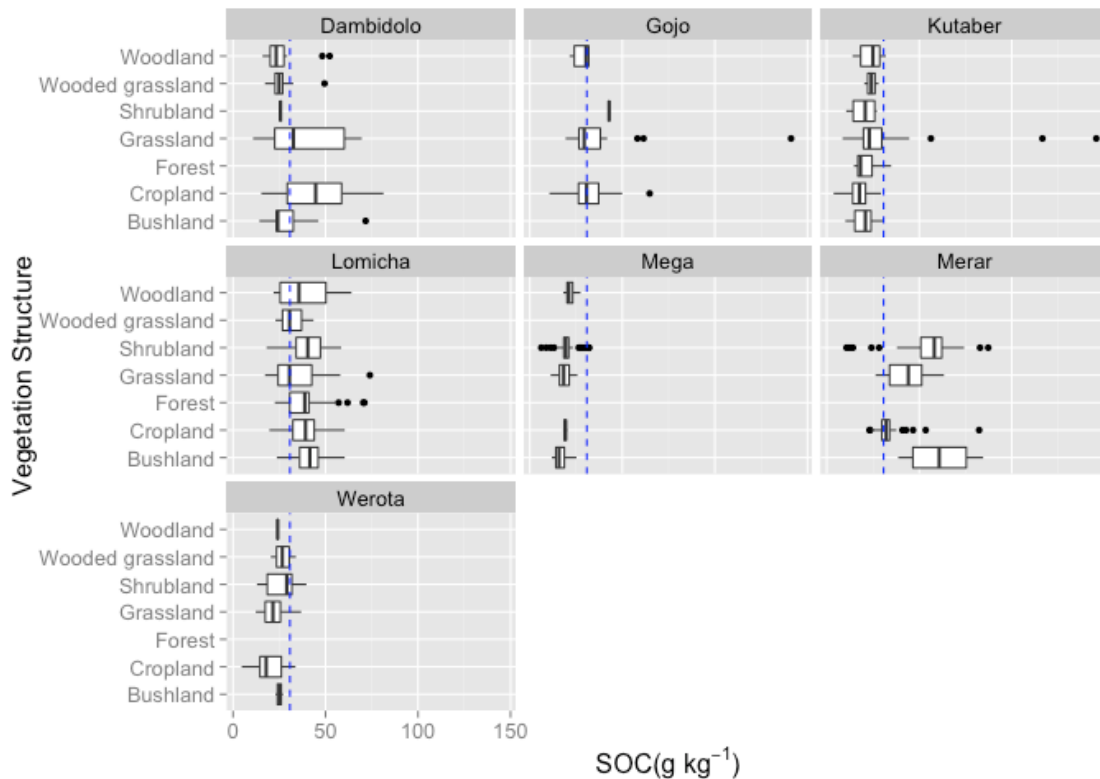 Dambidolo Gojo Kutaber
Woodland
Wooded grassland
Shrubland
Grassland
Forest
Cropland
Bushland
Lomicha Mega Merar
Woodland
Wooded grassland
Shrubland
Grassland
Forest
Cropland
Bushland
Werota
Woodland
Wooded grassland
Shrubland
Grassland
Forest
Cropland
Bushland
0 50 100 150
SOC(g kg⁻¹)
Vegetation Structure